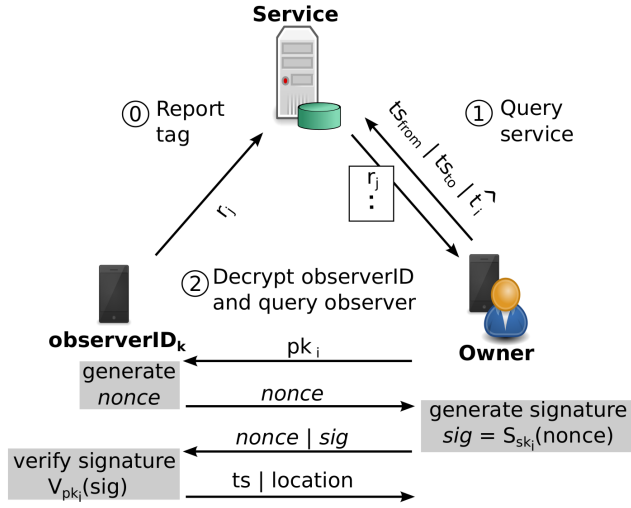 Service
⓪ Report
tag
① Query
service
ts_from | ts_to | t̂_i
r_j
r_j
⋮
② Decrypt observerID
and query observer
observerID_k
Owner
pk_i
generate
nonce
nonce
generate signature
sig = S_sk_i(nonce)
nonce | sig
verify signature
V_pk_i(sig)
ts | location